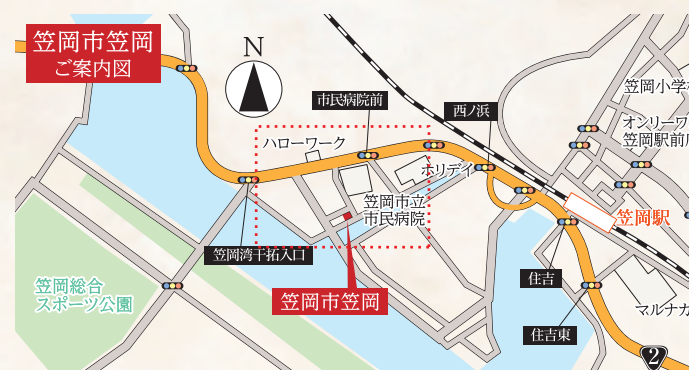 笠岡市笠岡
ご案内図
N
市民病院前
西ノ浜
ハローワーク
ホリデイ
笠岡小学校
オンリーワ
笠岡駅前
笠岡市立
市民病院
笠岡駅
笠岡湾干拓入口
住吉
笠岡総合
スポーツ公園
笠岡市笠岡
マルナカ
住吉東
2